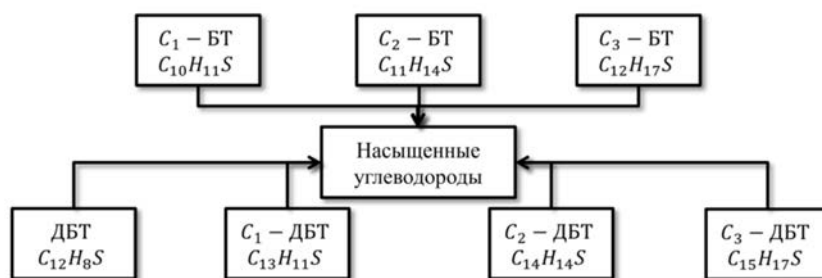 C₁ − БТ
C₁₀H₁₁S
C₂ − БТ
C₁₁H₁₄S
C₃ − БТ
C₁₂H₁₇S
Насыщенные
углеводороды
ДБТ
C₁₂H₈S
C₁ − ДБТ
C₁₃H₁₁S
C₂ − ДБТ
C₁₄H₁₄S
C₃ − ДБТ
C₁₅H₁₇S